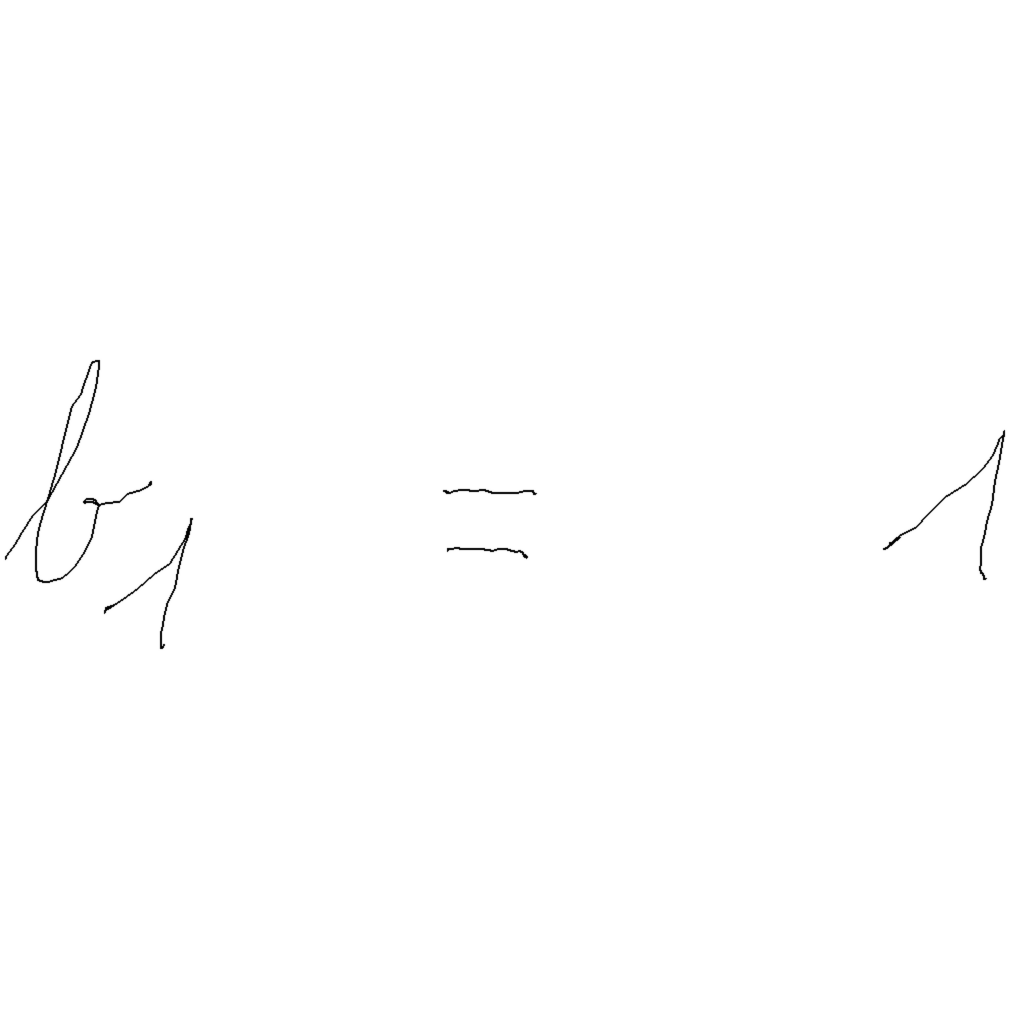 b₁ = 1